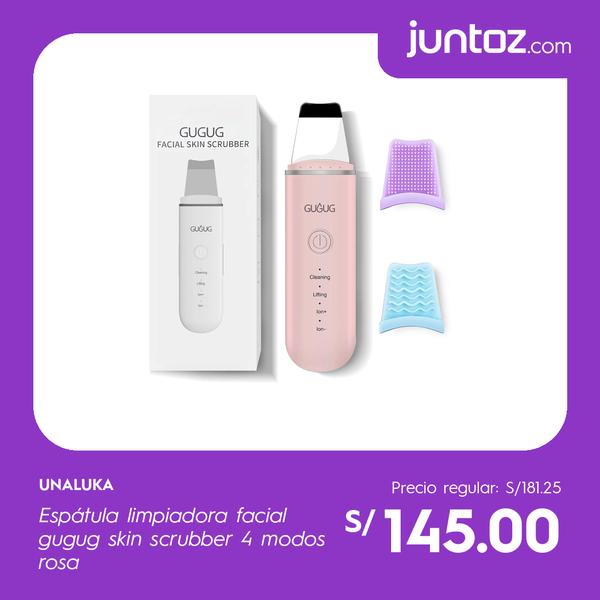 juntoz.com
GUGUG
FACIAL SKIN SCRUBBER
GUGUG
Cleaning
Lifting
Ion+
Ion-
GUGUG
Cleaning
Lifting
Ion+
Ion-
UNALUKA
Espátula limpiadora facial
gugug skin scrubber 4 modos
rosa
Precio regular: S/181.25
S/145.00